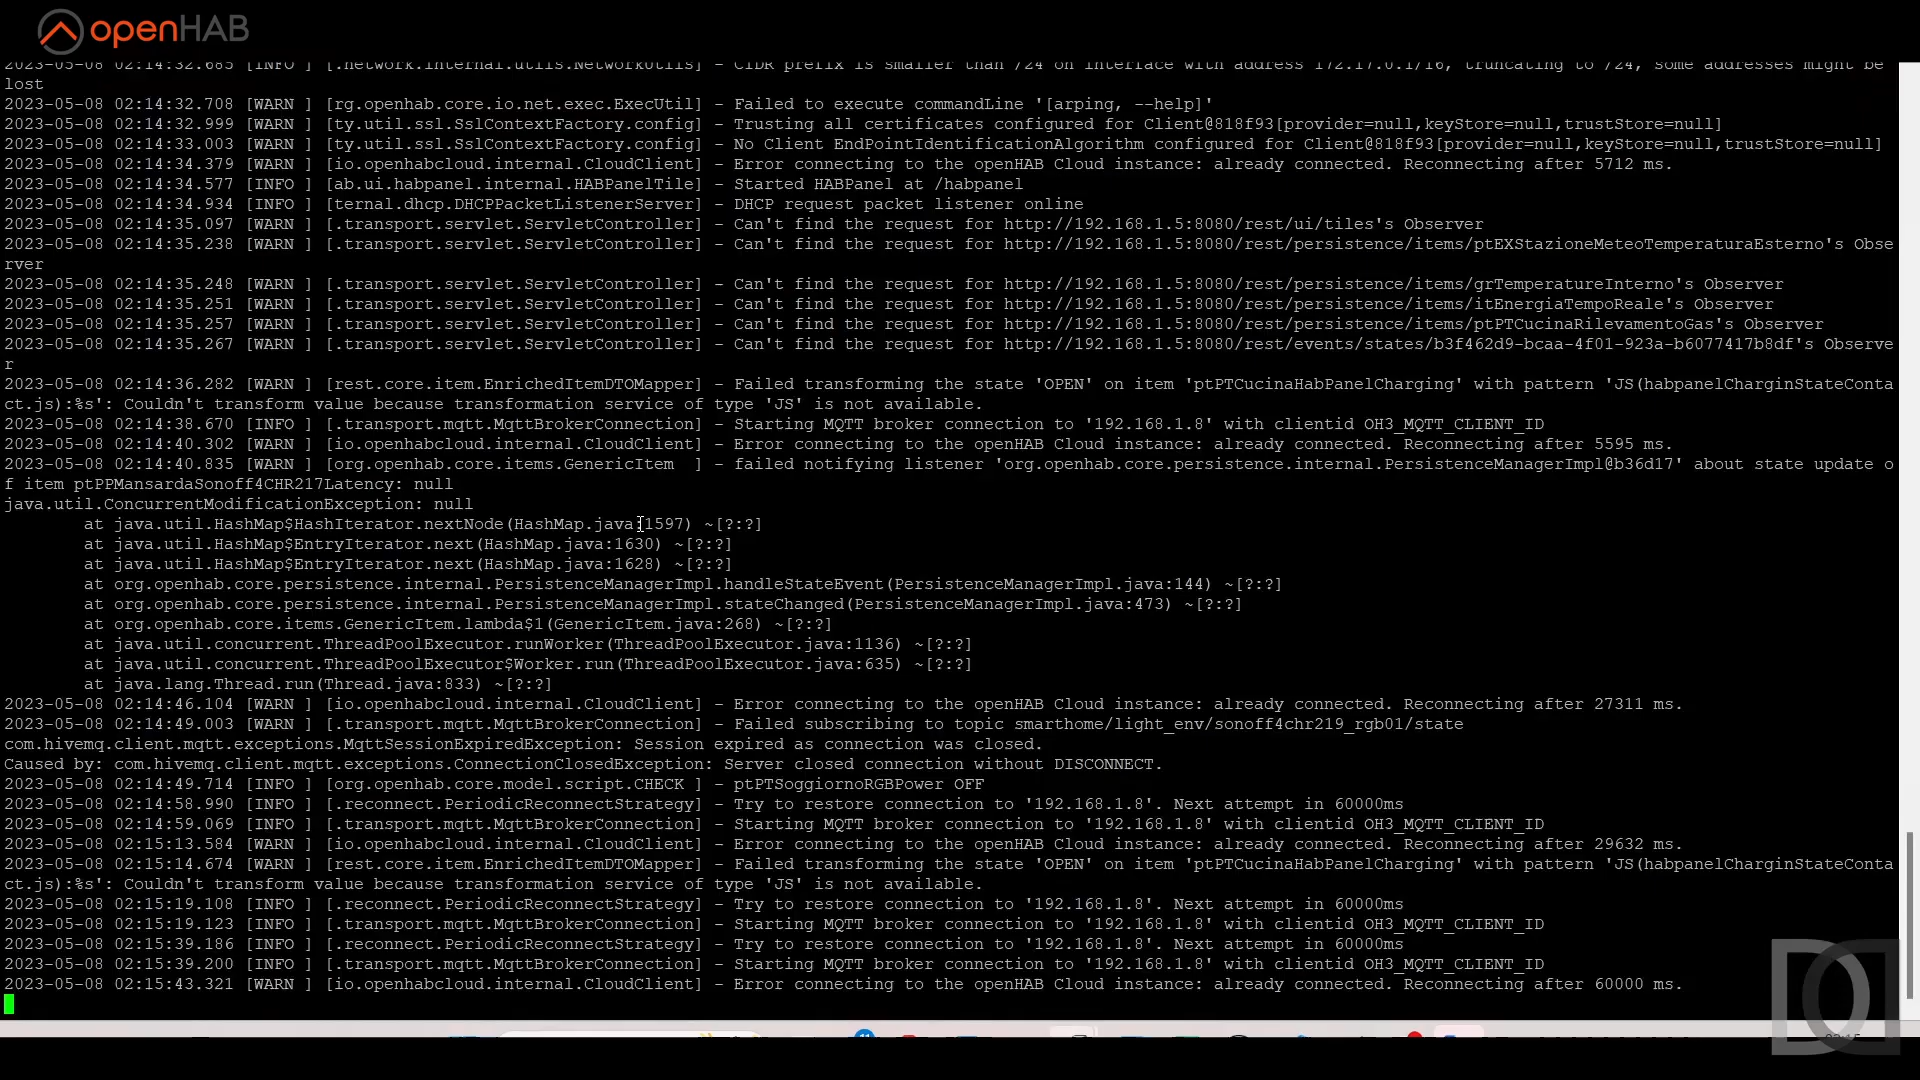 openHAB
2023-05-08 02:14:32.685 [INFO ] [.network.internal.utils.NetworkUtils] - CIDR prefix is smaller than /24 on interface with address 172.17.0.1/16, truncating to /24, some addresses might be
lost
2023-05-08 02:14:32.708 [WARN ] [rg.openhab.core.io.net.exec.ExecUtil] - Failed to execute commandLine '[arping, --help]'
2023-05-08 02:14:32.999 [WARN ] [ty.util.ssl.SslContextFactory.config] - Trusting all certificates configured for Client@818f93[provider=null,keyStore=null,trustStore=null]
2023-05-08 02:14:33.003 [WARN ] [ty.util.ssl.SslContextFactory.config] - No Client EndPointIdentificationAlgorithm configured for Client@818f93[provider=null,keyStore=null,trustStore=null]
2023-05-08 02:14:34.379 [WARN ] [io.openhabcloud.internal.CloudClient] - Error connecting to the openHAB Cloud instance: already connected. Reconnecting after 5712 ms.
2023-05-08 02:14:34.577 [INFO ] [ab.ui.habpanel.internal.HABPanelTile] - Started HABPanel at /habpanel
2023-05-08 02:14:34.934 [INFO ] [ternal.dhcp.DHCPPacketListenerServer] - DHCP request packet listener online
2023-05-08 02:14:35.097 [WARN ] [.transport.servlet.ServletController] - Can't find the request for http://192.168.1.5:8080/rest/ui/tiles's Observer
2023-05-08 02:14:35.238 [WARN ] [.transport.servlet.ServletController] - Can't find the request for http://192.168.1.5:8080/rest/persistence/items/ptEXStazioneMeteoTemperaturaEsterno's Obse
rver
2023-05-08 02:14:35.248 [WARN ] [.transport.servlet.ServletController] - Can't find the request for http://192.168.1.5:8080/rest/persistence/items/grTemperatureInterno's Observer
2023-05-08 02:14:35.251 [WARN ] [.transport.servlet.ServletController] - Can't find the request for http://192.168.1.5:8080/rest/persistence/items/itEnergiaTempoReale's Observer
2023-05-08 02:14:35.257 [WARN ] [.transport.servlet.ServletController] - Can't find the request for http://192.168.1.5:8080/rest/persistence/items/ptPTCucinaRilevamentoGas's Observer
2023-05-08 02:14:35.267 [WARN ] [.transport.servlet.ServletController] - Can't find the request for http://192.168.1.5:8080/rest/events/states/b3f462d9-bcaa-4f01-923a-b6077417b8df's Observe
r
2023-05-08 02:14:36.282 [WARN ] [rest.core.item.EnrichedItemDTOMapper] - Failed transforming the state 'OPEN' on item 'ptPTCucinaHabPanelCharging' with pattern 'JS(habpanelCharginStateConta
ct.js):%s': Couldn't transform value because transformation service of type 'JS' is not available.
2023-05-08 02:14:38.670 [INFO ] [.transport.mqtt.MqttBrokerConnection] - Starting MQTT broker connection to '192.168.1.8' with clientid OH3_MQTT_CLIENT_ID
2023-05-08 02:14:40.302 [WARN ] [io.openhabcloud.internal.CloudClient] - Error connecting to the openHAB Cloud instance: already connected. Reconnecting after 5595 ms.
2023-05-08 02:14:40.835 [WARN ] [org.openhab.core.items.GenericItem  ] - failed notifying listener 'org.openhab.core.persistence.internal.PersistenceManagerImpl@b36d17' about state update o
f item ptPPMansardaSonoff4CHR217Latency: null
java.util.ConcurrentModificationException: null
at java.util.HashMap$HashIterator.nextNode(HashMap.java:1597) ~[?:?]
at java.util.HashMap$EntryIterator.next(HashMap.java:1630) ~[?:?]
at java.util.HashMap$EntryIterator.next(HashMap.java:1628) ~[?:?]
at org.openhab.core.persistence.internal.PersistenceManagerImpl.handleStateEvent(PersistenceManagerImpl.java:144) ~[?:?]
at org.openhab.core.persistence.internal.PersistenceManagerImpl.stateChanged(PersistenceManagerImpl.java:473) ~[?:?]
at org.openhab.core.items.GenericItem.lambda$1(GenericItem.java:268) ~[?:?]
at java.util.concurrent.ThreadPoolExecutor.runWorker(ThreadPoolExecutor.java:1136) ~[?:?]
at java.util.concurrent.ThreadPoolExecutor$Worker.run(ThreadPoolExecutor.java:635) ~[?:?]
at java.lang.Thread.run(Thread.java:833) ~[?:?]
2023-05-08 02:14:46.104 [WARN ] [io.openhabcloud.internal.CloudClient] - Error connecting to the openHAB Cloud instance: already connected. Reconnecting after 27311 ms.
2023-05-08 02:14:49.003 [WARN ] [.transport.mqtt.MqttBrokerConnection] - Failed subscribing to topic smarthome/light_env/sonoff4chr219_rgb01/state
com.hivemq.client.mqtt.exceptions.MqttSessionExpiredException: Session expired as connection was closed.
Caused by: com.hivemq.client.mqtt.exceptions.ConnectionClosedException: Server closed connection without DISCONNECT.
2023-05-08 02:14:49.714 [INFO ] [org.openhab.core.model.script.CHECK ] - ptPTSoggiornoRGBPower OFF
2023-05-08 02:14:58.990 [INFO ] [.reconnect.PeriodicReconnectStrategy] - Try to restore connection to '192.168.1.8'. Next attempt in 60000ms
2023-05-08 02:14:59.069 [INFO ] [.transport.mqtt.MqttBrokerConnection] - Starting MQTT broker connection to '192.168.1.8' with clientid OH3_MQTT_CLIENT_ID
2023-05-08 02:15:13.584 [WARN ] [io.openhabcloud.internal.CloudClient] - Error connecting to the openHAB Cloud instance: already connected. Reconnecting after 29632 ms.
2023-05-08 02:15:14.674 [WARN ] [rest.core.item.EnrichedItemDTOMapper] - Failed transforming the state 'OPEN' on item 'ptPTCucinaHabPanelCharging' with pattern 'JS(habpanelCharginStateConta
ct.js):%s': Couldn't transform value because transformation service of type 'JS' is not available.
2023-05-08 02:15:19.108 [INFO ] [.reconnect.PeriodicReconnectStrategy] - Try to restore connection to '192.168.1.8'. Next attempt in 60000ms
2023-05-08 02:15:19.123 [INFO ] [.transport.mqtt.MqttBrokerConnection] - Starting MQTT broker connection to '192.168.1.8' with clientid OH3_MQTT_CLIENT_ID
2023-05-08 02:15:39.186 [INFO ] [.reconnect.PeriodicReconnectStrategy] - Try to restore connection to '192.168.1.8'. Next attempt in 60000ms
2023-05-08 02:15:39.200 [INFO ] [.transport.mqtt.MqttBrokerConnection] - Starting MQTT broker connection to '192.168.1.8' with clientid OH3_MQTT_CLIENT_ID
2023-05-08 02:15:43.321 [WARN ] [io.openhabcloud.internal.CloudClient] - Error connecting to the openHAB Cloud instance: already connected. Reconnecting after 60000 ms.